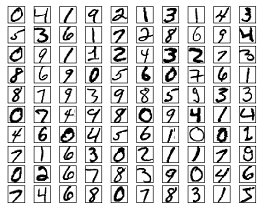 0 4 1 9 2 1 3 1 4 3
5 3 6 1 7 2 8 6 9 4
0 9 1 1 2 4 3 2 7 3
8 6 9 0 5 6 0 7 6 1
8 7 9 3 9 8 5 9 3 3
0 7 4 9 8 0 9 4 1 4
4 6 0 4 5 6 1 0 0 1
7 1 6 3 0 2 1 1 7 9
0 2 6 7 8 3 9 0 4 6
7 4 6 8 0 7 8 3 1 5